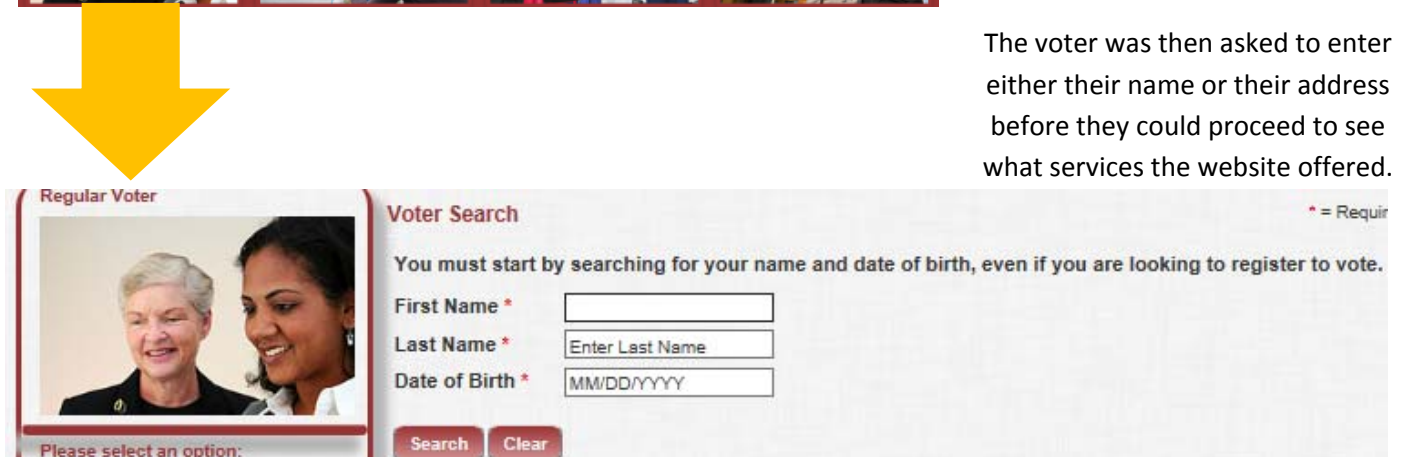 The voter was then asked to enter
either their name or their address
before they could proceed to see
what services the website offered.
Regular Voter
Please select an option:
Voter Search
* = Requir
You must start by searching for your name and date of birth, even if you are looking to register to vote.
First Name *
Last Name * Enter Last Name
Date of Birth * MM/DD/YYYY
Search Clear